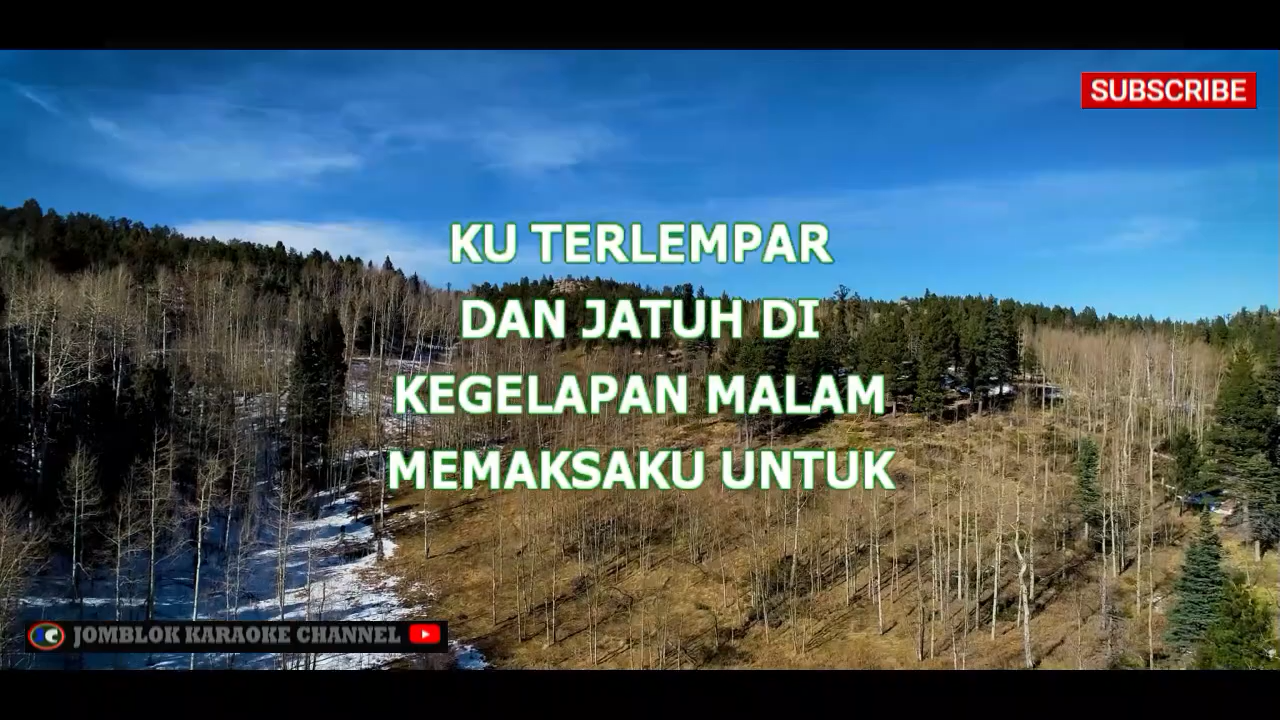 SUBSCRIBE
KU TERLEMPAR
DAN JATUH DI
KEGELAPAN MALAM
MEMAKSAKU UNTUK
JOMBLOK KARAOKE CHANNEL